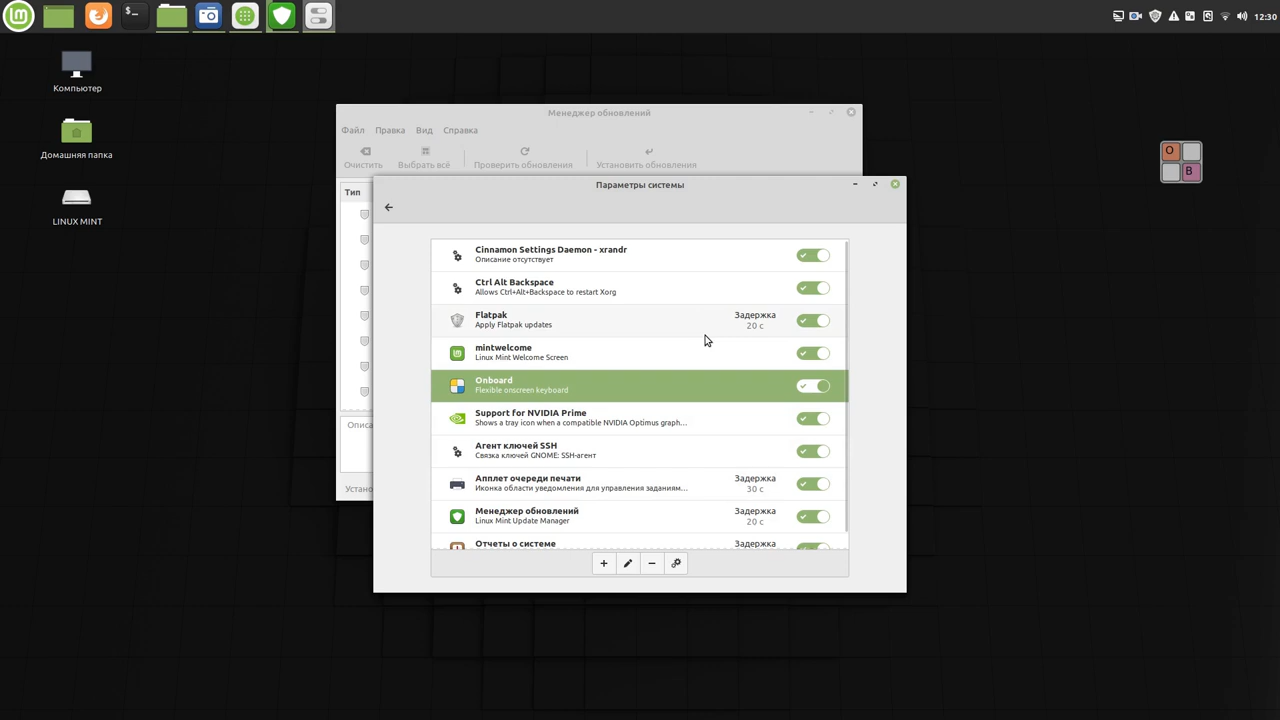 12:30
Компьютер
Домашняя папка
LINUX MINT
O
B
Менеджер обновлений
Файл Правка Вид Справка
Очистить Выбрать всё Проверить обновления Установить обновления
Тип
Параметры системы
Cinnamon Settings Daemon - xrandr
Описание отсутствует
Ctrl Alt Backspace
Allows Ctrl+Alt+Backspace to restart Xorg
Flatpak
Apply Flatpak updates
Задержка
20 с
mintwelcome
Linux Mint Welcome Screen
Onboard
Flexible onscreen keyboard
Support for NVIDIA Prime
Shows a tray icon when a compatible NVIDIA Optimus graph...
Агент ключей SSH
Связка ключей GNOME: SSH-агент
Апплет очереди печати
Иконка области уведомления для управления заданиям...
Задержка
30 с
Менеджер обновлений
Linux Mint Update Manager
Задержка
20 с
Отчеты о системе
Задержка
Описа
Устано